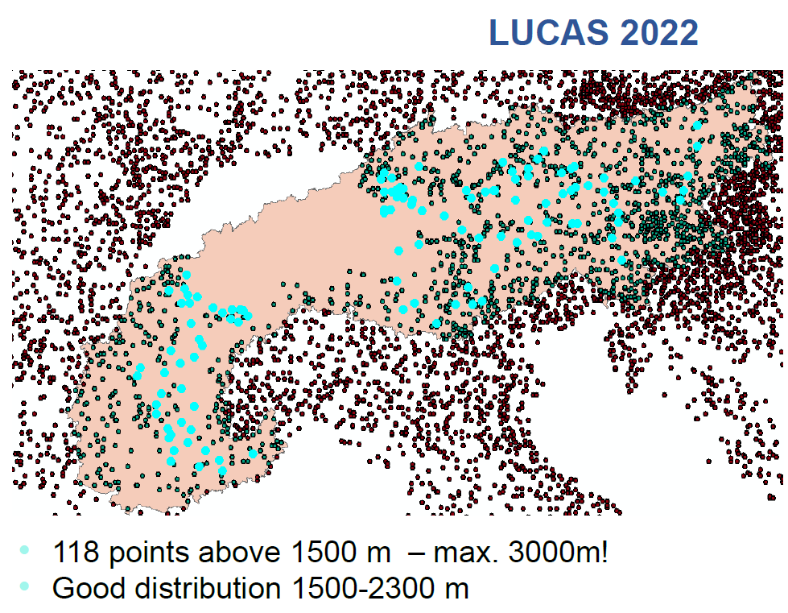 LUCAS 2022
118 points above 1500 m – max. 3000m!
Good distribution 1500-2300 m